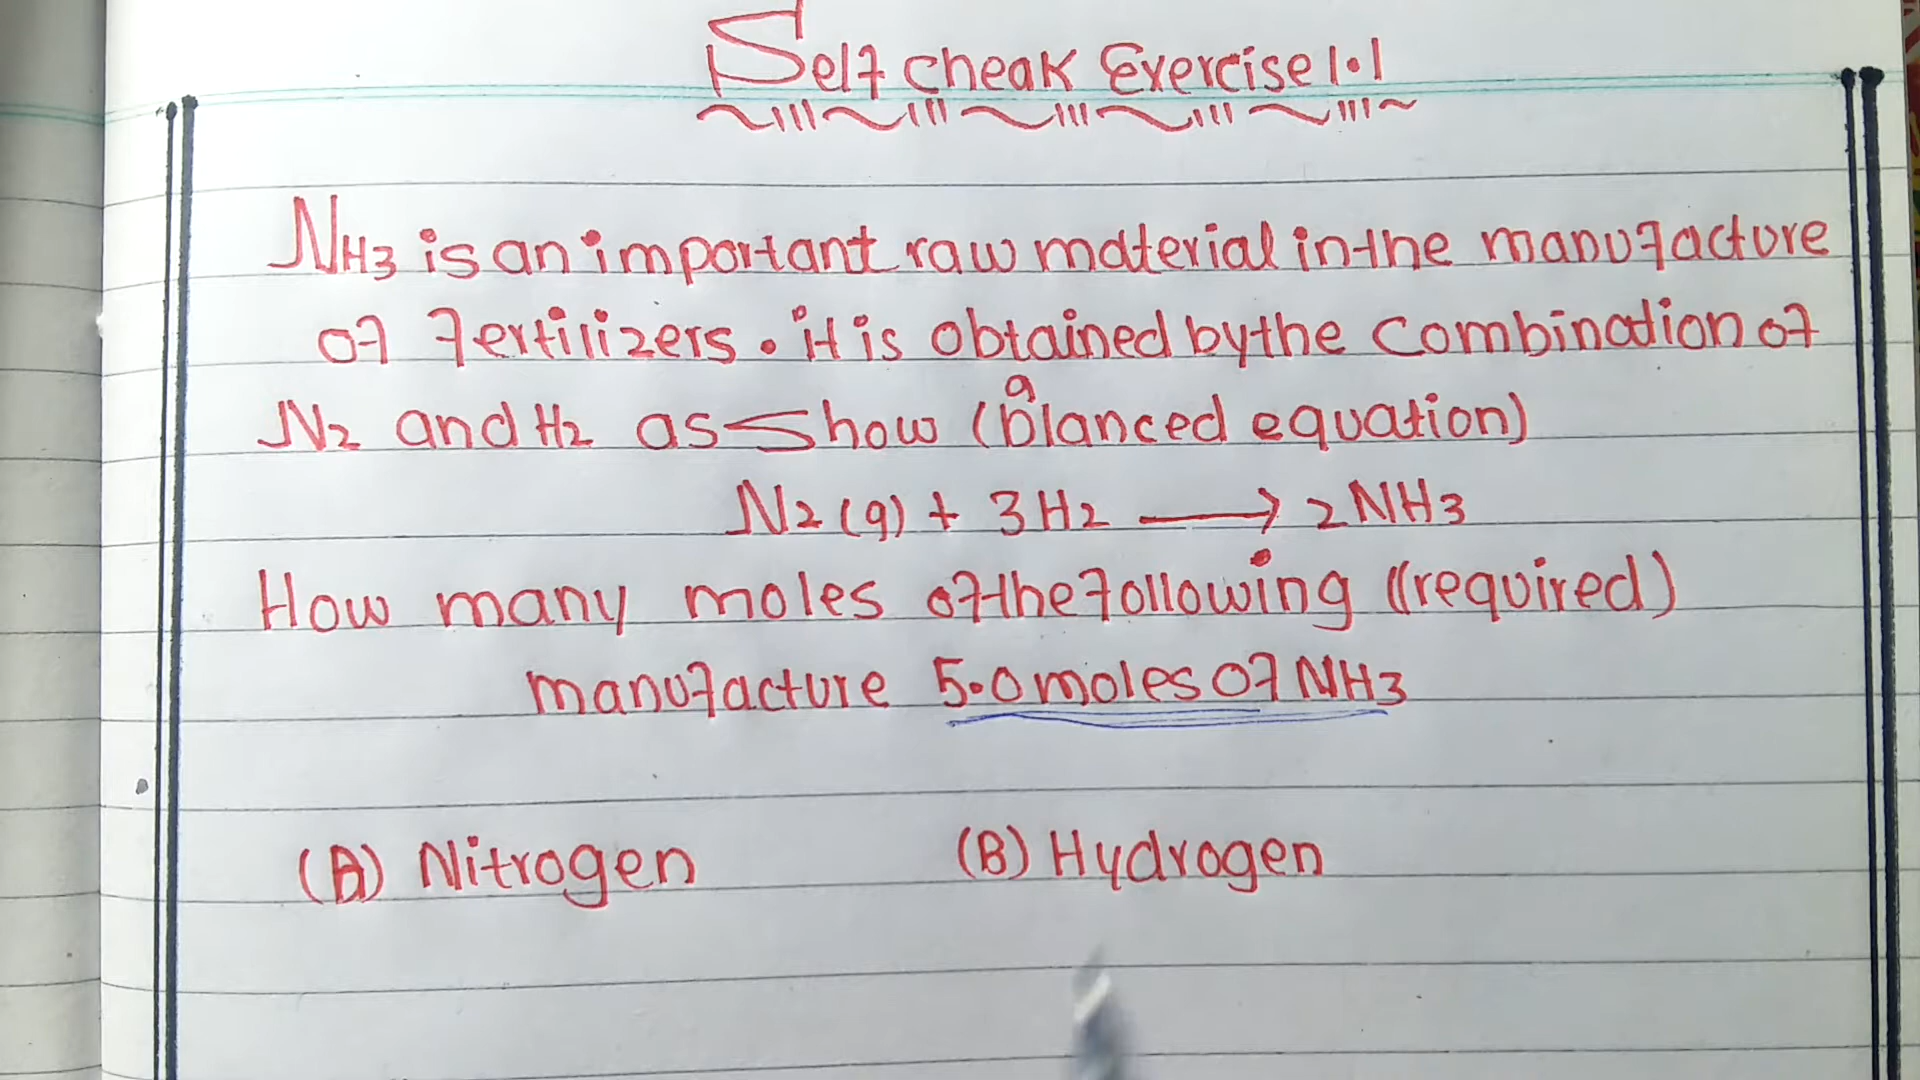 Self cheak Exercise 1.1
NH3 is an important raw material in the manufacture
of fertilizers. it is obtained by the combination of
N2 and H2 as show (balanced equation)
N2(g) + 3H2 ⟶ 2NH3
How many moles of the following ((required)
manufacture 5.0 moles of NH3
(A) Nitrogen (B) Hydrogen